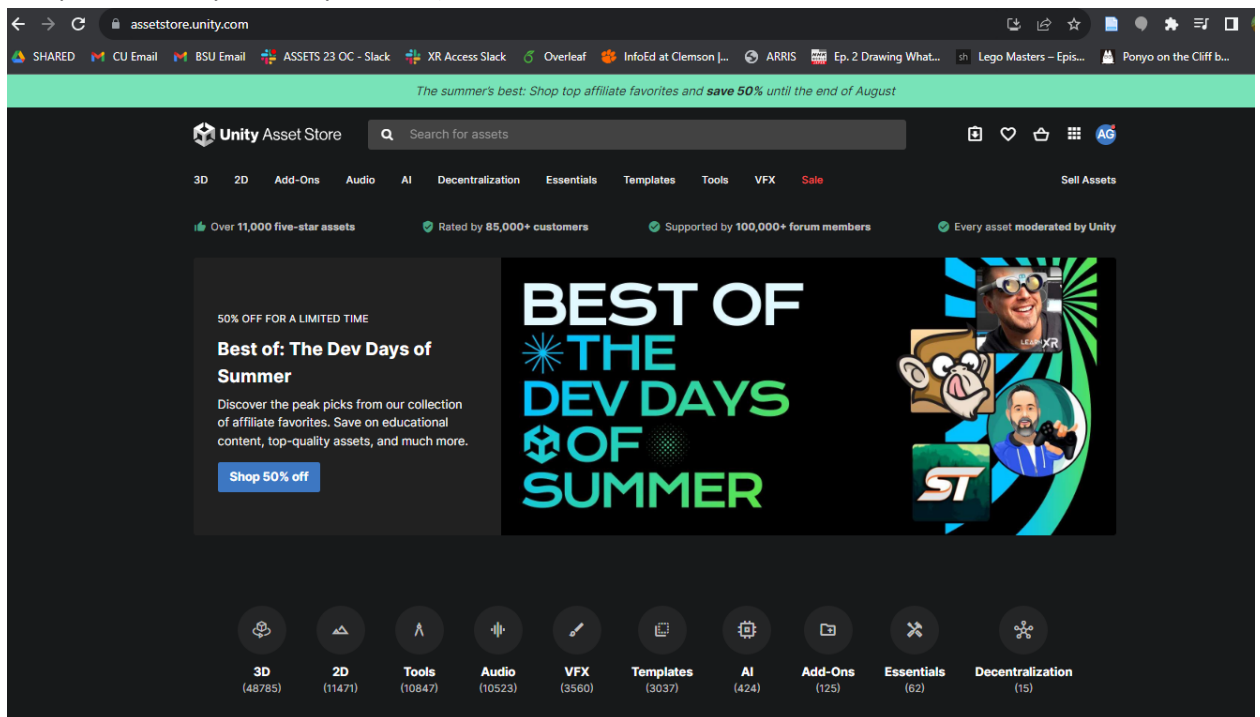 assetstore.unity.com
SHARED CU Email BSU Email ASSETS 23 OC - Slack XR Access Slack Overleaf InfoEd at Clemson |... ARRIS Ep. 2 Drawing What... sh Lego Masters – Epis... Ponyo on the Cliff b...
The summer's best: Shop top affiliate favorites and save 50% until the end of August
Unity Asset Store Search for assets AG
3D 2D Add-Ons Audio AI Decentralization Essentials Templates Tools VFX Sale Sell Assets
Over 11,000 five-star assets Rated by 85,000+ customers Supported by 100,000+ forum members Every asset moderated by Unity
50% OFF FOR A LIMITED TIME
Best of: The Dev Days of
Summer
Discover the peak picks from our collection
of affiliate favorites. Save on educational
content, top-quality assets, and much more.
Shop 50% off
BEST OF
THE
DEV DAYS
OF
SUMMER
LEARNXR
ST
3D 2D Tools Audio VFX Templates AI Add-Ons Essentials Decentralization
(48785) (11471) (10847) (10523) (3560) (3037) (424) (125) (62) (15)